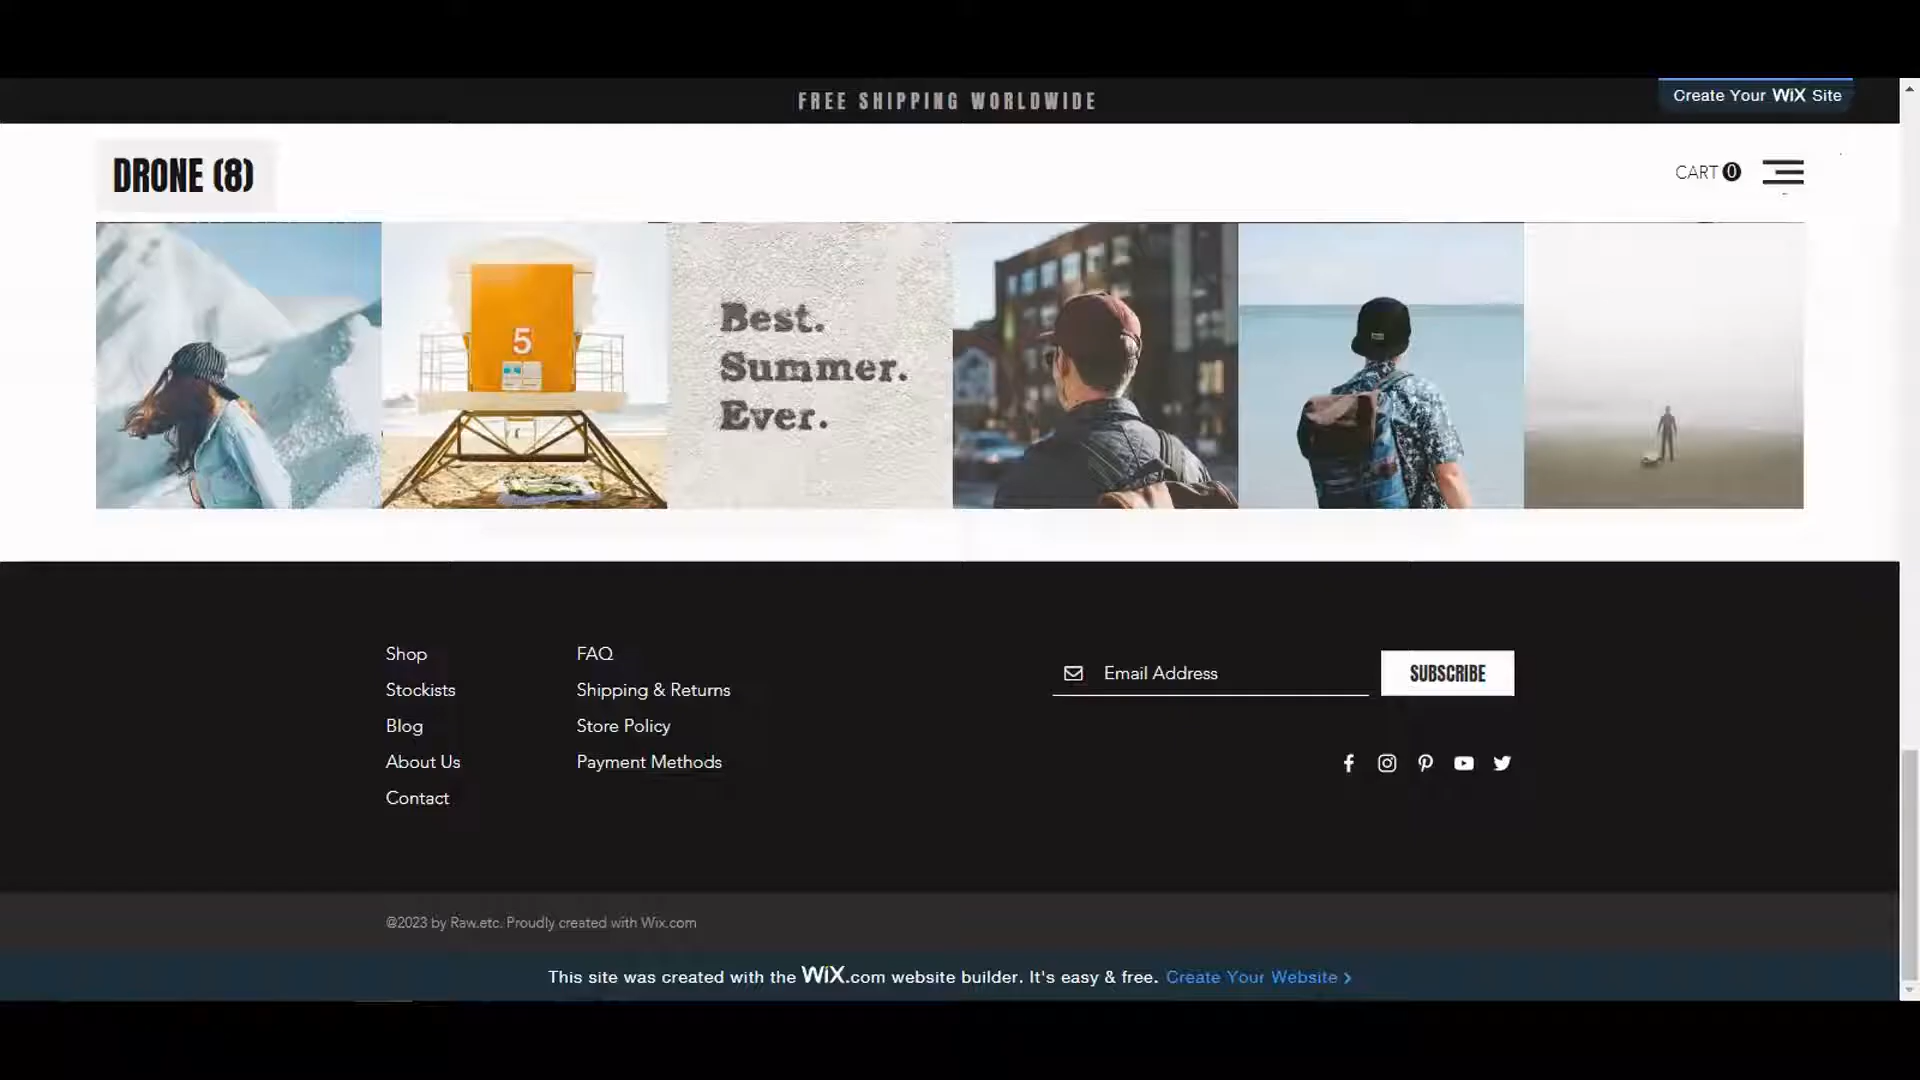 FREE SHIPPING WORLDWIDE
Create Your WiX Site
DRONE (8)
CART 0
5
Best.
Summer.
Ever.
Shop
Stockists
Blog
About Us
Contact
FAQ
Shipping & Returns
Store Policy
Payment Methods
Email Address
SUBSCRIBE
@2023 by Raw.etc. Proudly created with Wix.com
This site was created with the WiX.com website builder. It's easy & free. Create Your Website >